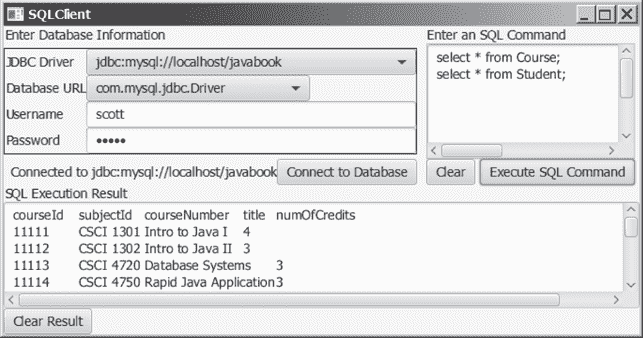 SQLClient
Enter Database Information
JDBC Driver jdbc:mysql://localhost/javabook
Database URL com.mysql.jdbc.Driver
Username scott
Password •••••
Connected to jdbc:mysql://localhost/javabook Connect to Database
Enter an SQL Command
select * from Course;
select * from Student;
Clear Execute SQL Command
SQL Execution Result
courseId subjectId courseNumber title numOfCredits
11111 CSCI 1301 Intro to Java I 4
11112 CSCI 1302 Intro to Java II 3
11113 CSCI 4720 Database Systems 3
11114 CSCI 4750 Rapid Java Application 3
Clear Result